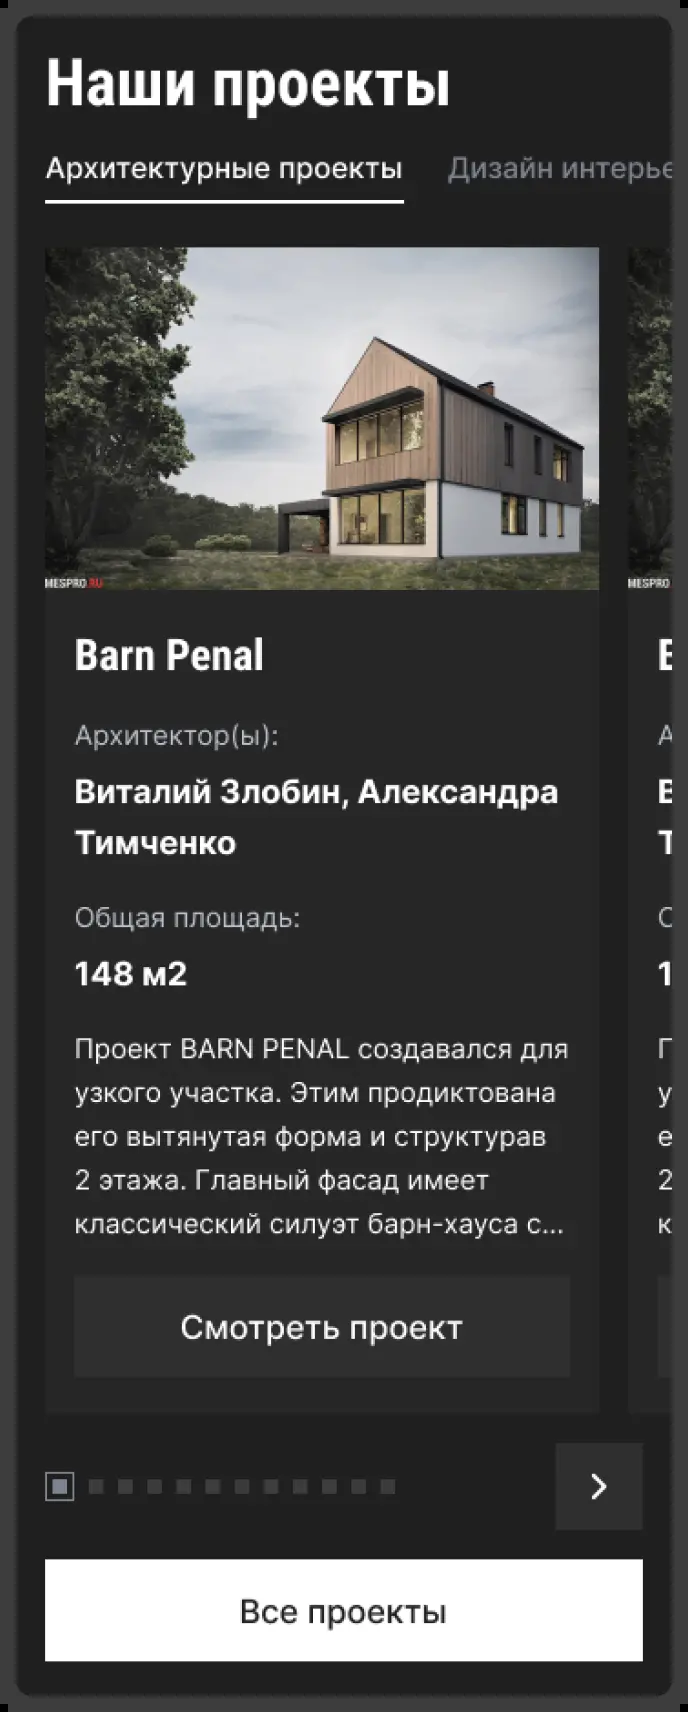 Наши проекты
Архитектурные проекты Дизайн интерье
MESPRO.RU MESPRO
Barn Penal
Архитектор(ы):
Виталий Злобин, Александра
Тимченко
Общая площадь:
148 м2
Проект BARN PENAL создавался для
узкого участка. Этим продиктована
его вытянутая форма и структурав
2 этажа. Главный фасад имеет
классический силуэт барн-хауса с...
Смотреть проект
Все проекты